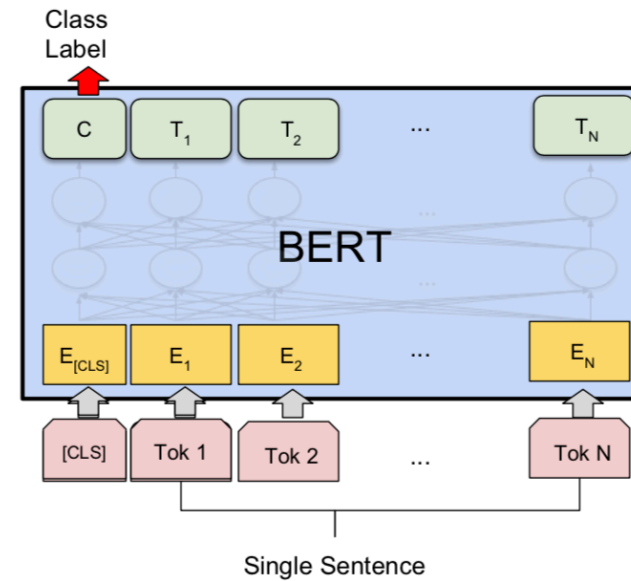 Class
Label
C T1 T2 ... TN
...
BERT
...
E[CLS] E1 E2 ... EN
[CLS] Tok 1 Tok 2 ... Tok N
Single Sentence